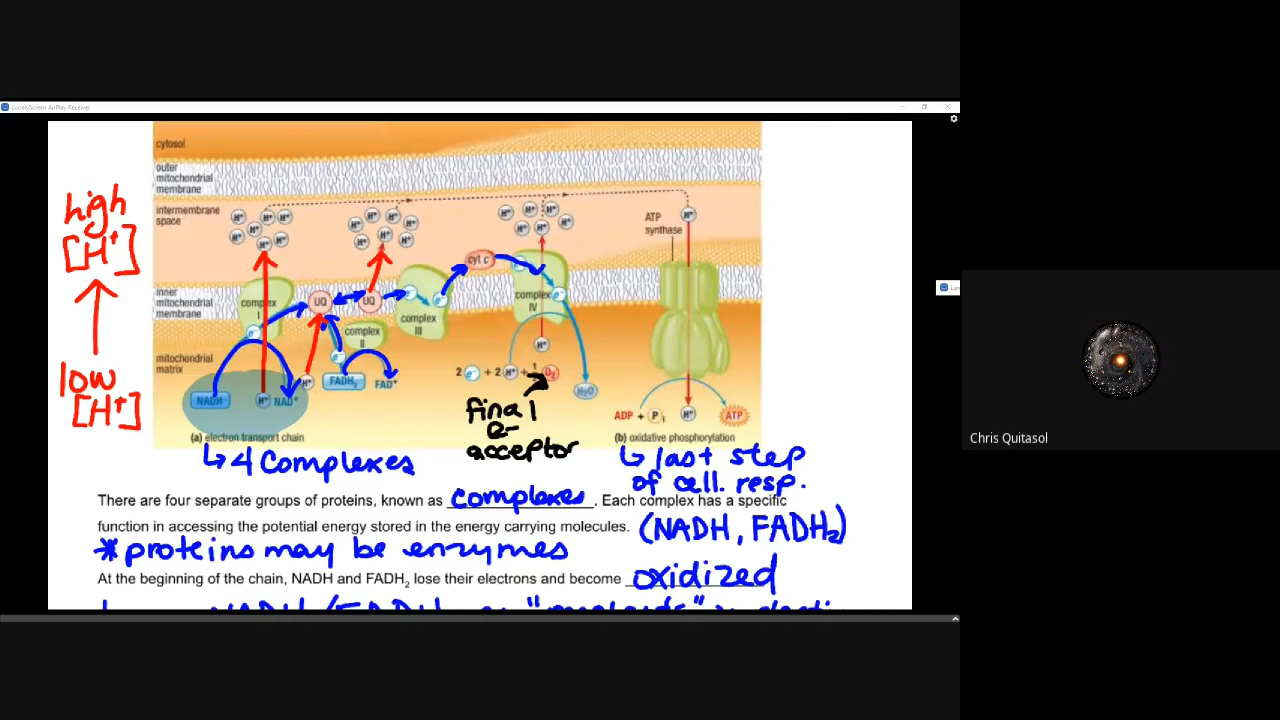 LonelyScreen AirPlay Receiver
cytosol
outer
mitochondrial
membrane
intermembrane
space
H+ H+ H+ H+ H+ H+ H+
H+ H+ H+ H+ H+ H+ H+
H+ H+ H+ H+ H+ H+
ATP
synthase
H+
high
[H+]
low
[H+]
inner
mitochondrial
membrane
complex
I
UQ
UQ
complex
II
complex
III
cyt c
complex
IV
e-
e-
e-
e-
e-
e-
mitochondrial
matrix
NADH
H+
NAD+
H+
FADH2
FAD+
H+
2 e- + 2 H+ + O2
H2O
final
e-
acceptor
ADP + Pi
H+
ATP
(a) electron transport chain
(b) oxidative phosphorylation
↳ 4 complexes
↳ last step
of cell. resp.
There are four separate groups of proteins, known as complexes. Each complex has a specific
function in accessing the potential energy stored in the energy carrying molecules. (NADH, FADH2)
* proteins may be enzymes
At the beginning of the chain, NADH and FADH2 lose their electrons and become oxidized
Chris Quitasol